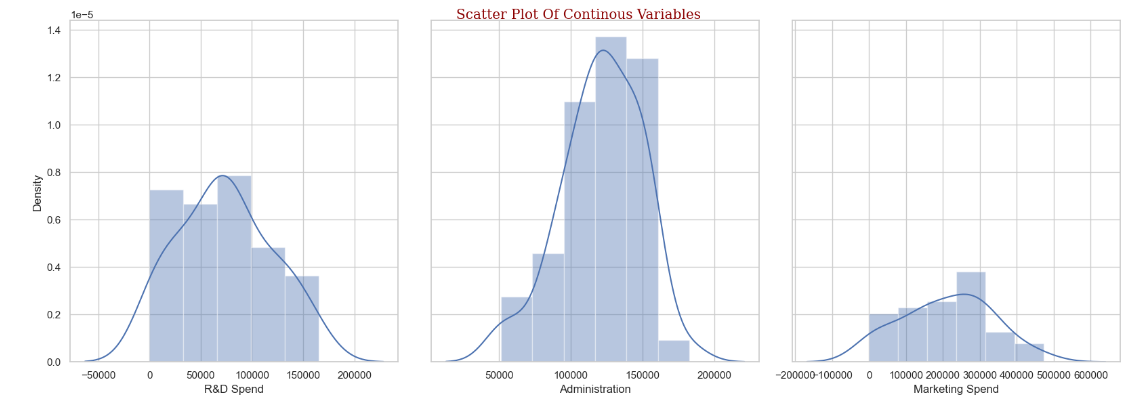 Scatter Plot Of Continous Variables
1e−5
1.4
1.2
1.0
0.8
0.6
0.4
0.2
0.0
Density
−50000 0 50000 100000 150000 200000
R&D Spend
50000 100000 150000 200000
Administration
−200000 −100000 0 100000 200000 300000 400000 500000 600000
Marketing Spend